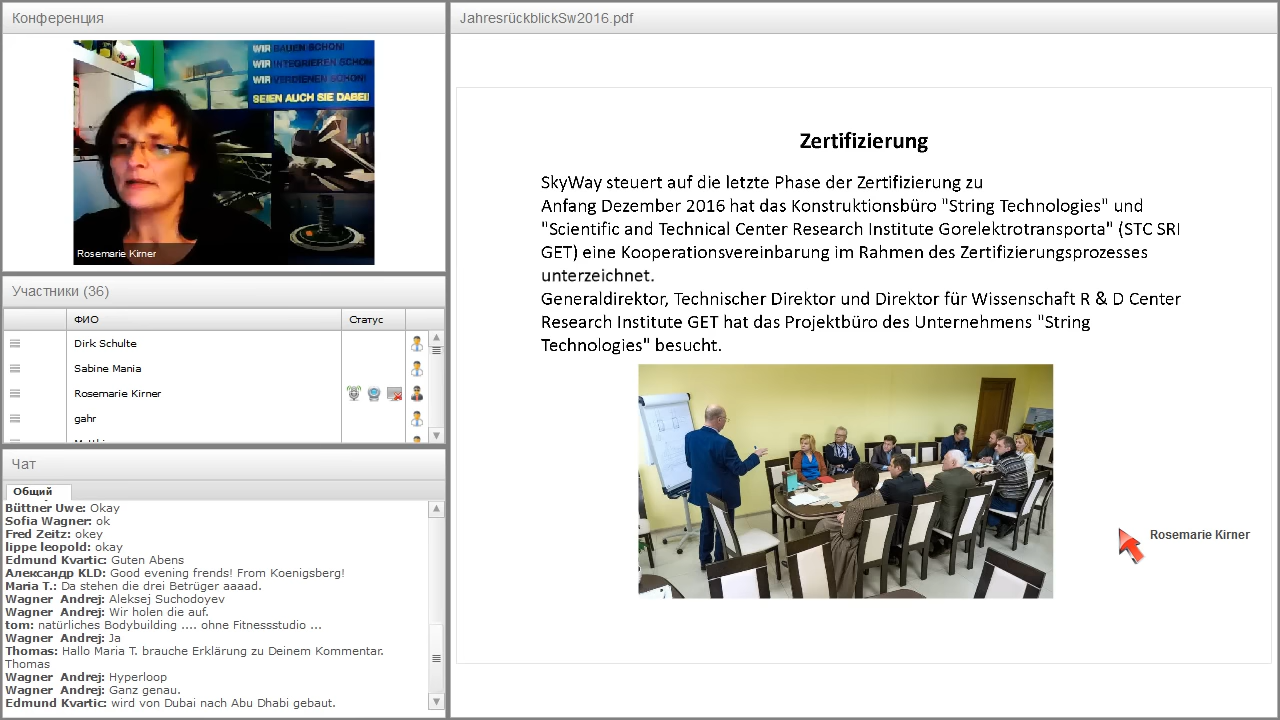 Конференция
WIR BAUEN SCHON!
WIR INTEGRIEREN SCHON
WIR VERDIENEN SCHON!
SEIEN AUCH SIE DABEI!
Rosemarie Kirner
Участники (36)
ФИО
Статус
Dirk Schulte
Sabine Mania
Rosemarie Kirner
gahr
Чат
Общий
Büttner Uwe: Okay
Sofia Wagner: ok
Fred Zeitz: okey
lippe leopold: okay
Edmund Kvartic: Guten Abens
Александр KLD: Good evening frends! From Koenigsberg!
Maria T.: Da stehen die drei Betrüger aaaad.
Wagner Andrej: Aleksej Suchodoyev
Wagner Andrej: Wir holen die auf.
tom: natürliches Bodybuilding .... ohne Fitnessstudio ...
Wagner Andrej: Ja
Thomas: Hallo Maria T. brauche Erklärung zu Deinem Kommentar.
Thomas
Wagner Andrej: Hyperloop
Wagner Andrej: Ganz genau.
Edmund Kvartic: wird von Dubai nach Abu Dhabi gebaut.
JahresrückblickSw2016.pdf
Zertifizierung
SkyWay steuert auf die letzte Phase der Zertifizierung zu
Anfang Dezember 2016 hat das Konstruktionsbüro "String Technologies" und
"Scientific and Technical Center Research Institute Gorelektrotransporta" (STC SRI
GET) eine Kooperationsvereinbarung im Rahmen des Zertifizierungsprozesses
unterzeichnet.
Generaldirektor, Technischer Direktor und Direktor für Wissenschaft R & D Center
Research Institute GET hat das Projektbüro des Unternehmens "String
Technologies" besucht.
Rosemarie Kirner